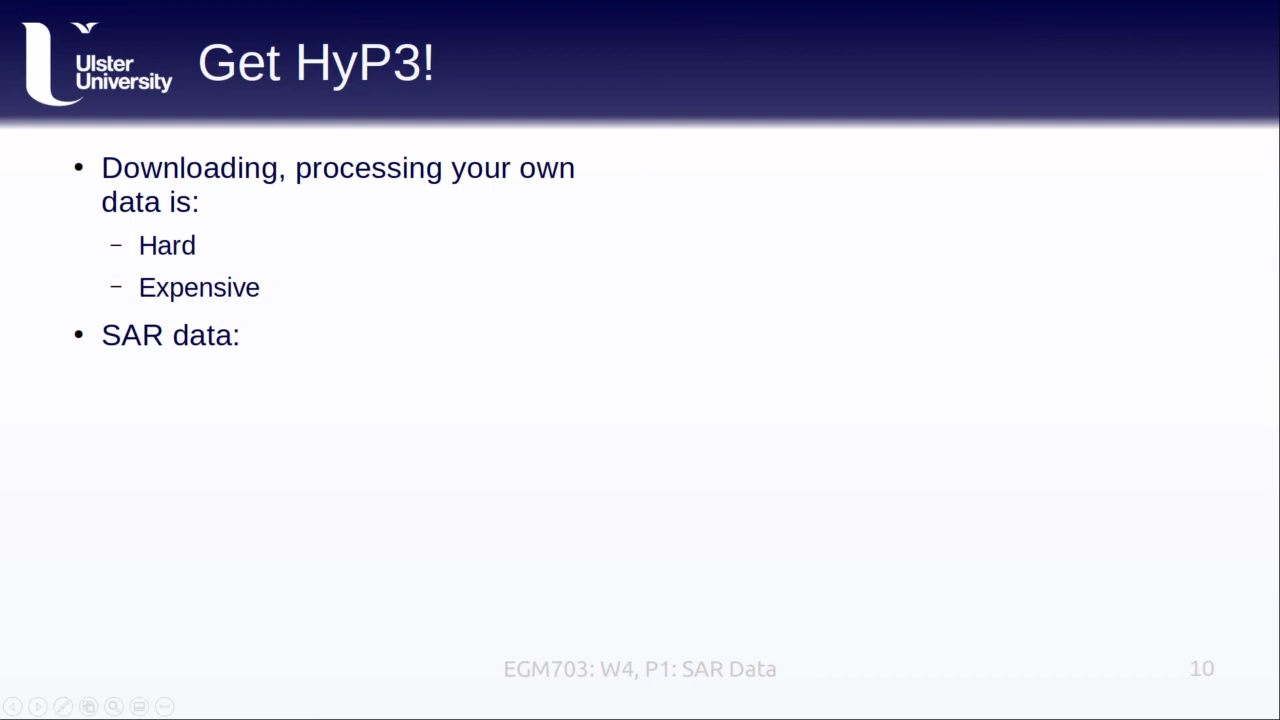 Ulster
University
Get HyP3!
• Downloading, processing your own
data is:
– Hard
– Expensive
• SAR data:
EGM703: W4, P1: SAR Data
10